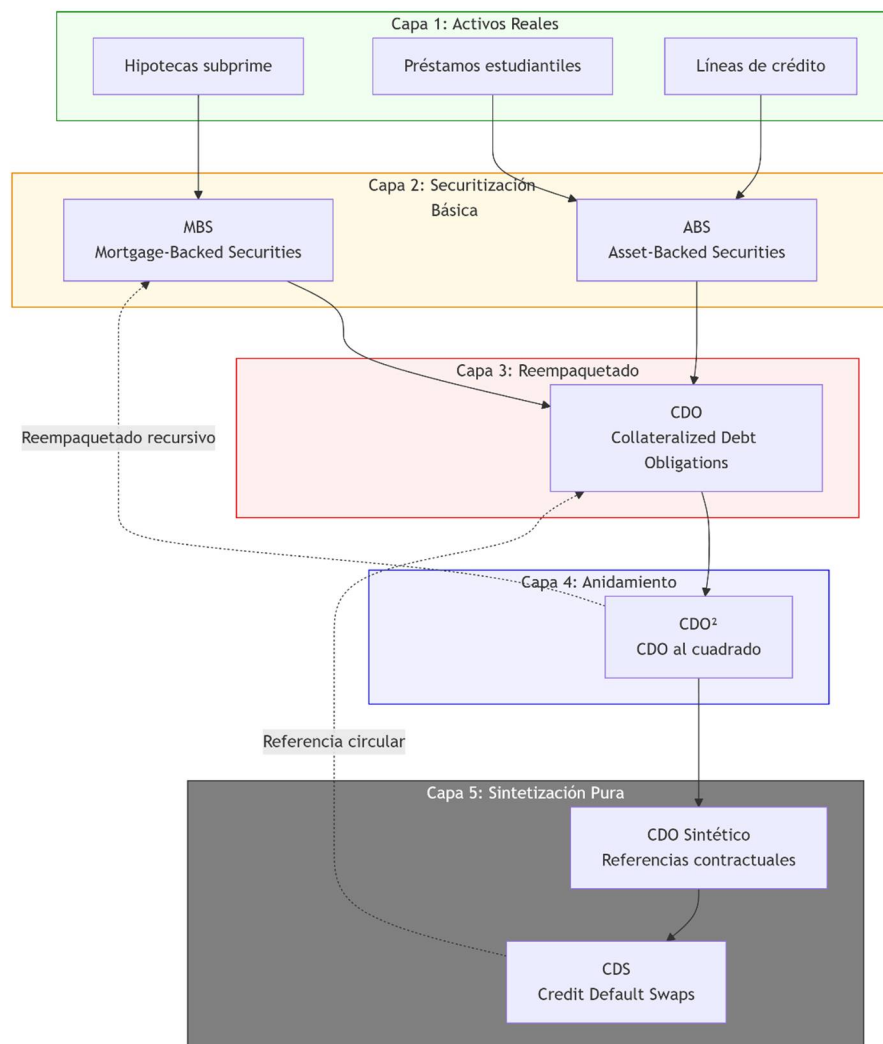 Capa 1: Activos Reales
Hipotecas subprime
Préstamos estudiantiles
Líneas de crédito
Capa 2: Securitización
Básica
MBS
Mortgage-Backed Securities
ABS
Asset-Backed Securities
Capa 3: Reempaquetado
CDO
Collateralized Debt
Obligations
Reempaquetado recursivo
Capa 4: Anidamiento
CDO²
CDO al cuadrado
Referencia circular
Capa 5: Sintetización Pura
CDO Sintético
Referencias contractuales
CDS
Credit Default Swaps